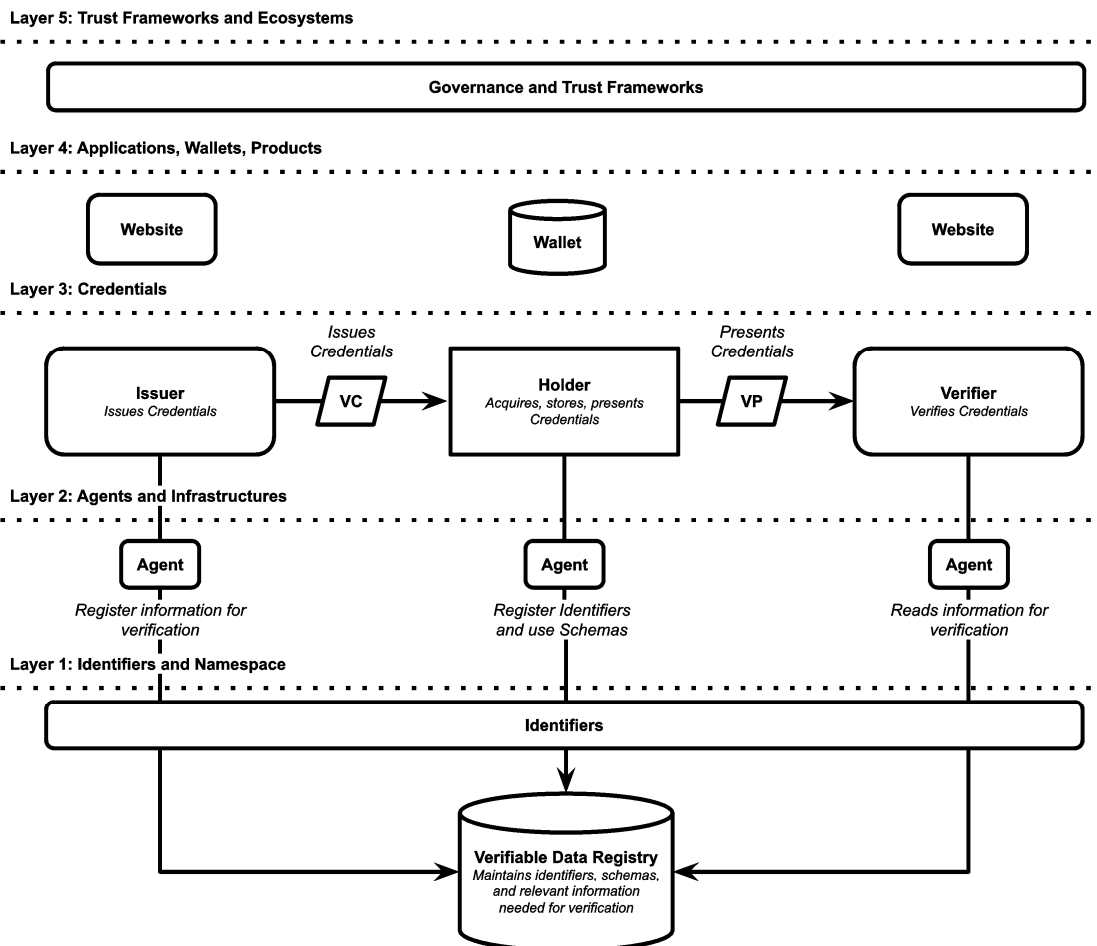 Layer 5: Trust Frameworks and Ecosystems
Governance and Trust Frameworks
Layer 4: Applications, Wallets, Products
Website
Wallet
Website
Layer 3: Credentials
Issues
Credentials
Presents
Credentials
Issuer
Issues Credentials
VC
Holder
Acquires, stores, presents
Credentials
VP
Verifier
Verifies Credentials
Layer 2: Agents and Infrastructures
Agent
Agent
Agent
Register information for
verification
Register Identifiers
and use Schemas
Reads information for
verification
Layer 1: Identifiers and Namespace
Identifiers
Verifiable Data Registry
Maintains identifiers, schemas,
and relevant information
needed for verification